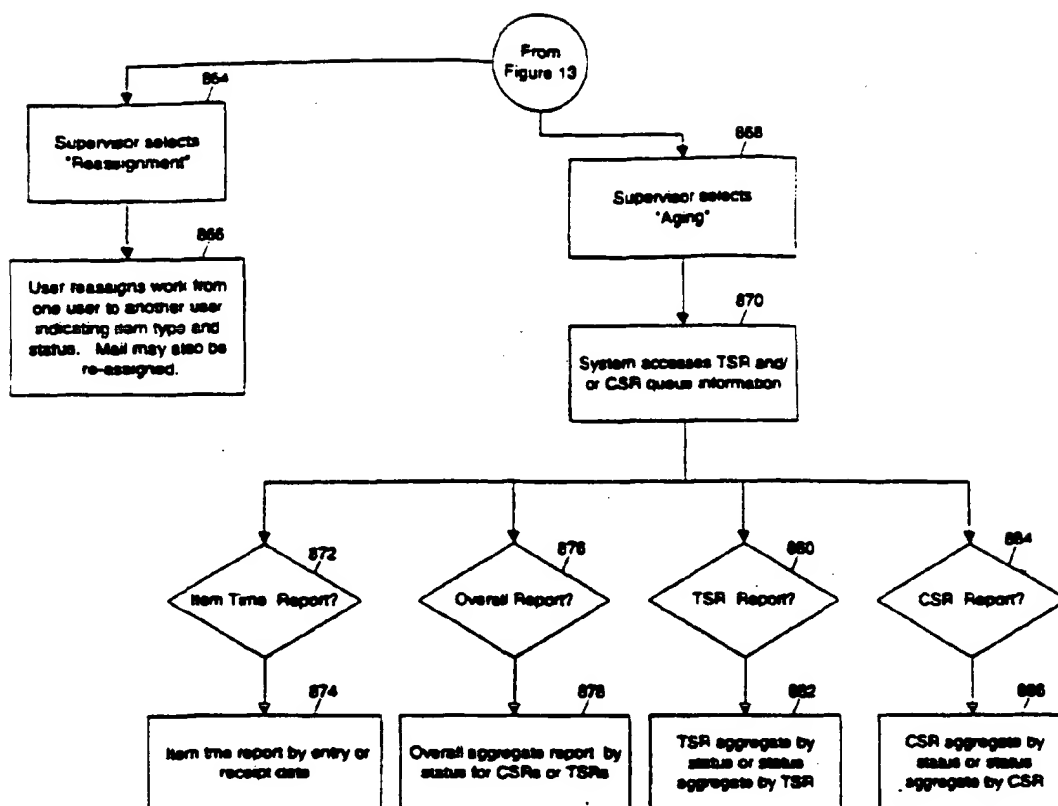 From
Figure 13
864
Supervisor selects
"Reassignment"
868
Supervisor selects
"Aging"
866
User reassigns work from
one user to another user
indicating item type and
status. Mail may also be
re-assigned.
870
System accesses TSR and/
or CSR queue information
872
Item Time Report?
876
Overall Report?
880
TSR Report?
884
CSR Report?
874
Item time report by entry or
receipt date
878
Overall aggregate report by
status for CSRs or TSRs
882
TSR aggregate by
status or status
aggregate by TSR
886
CSR aggregate by
status or status
aggregate by CSR